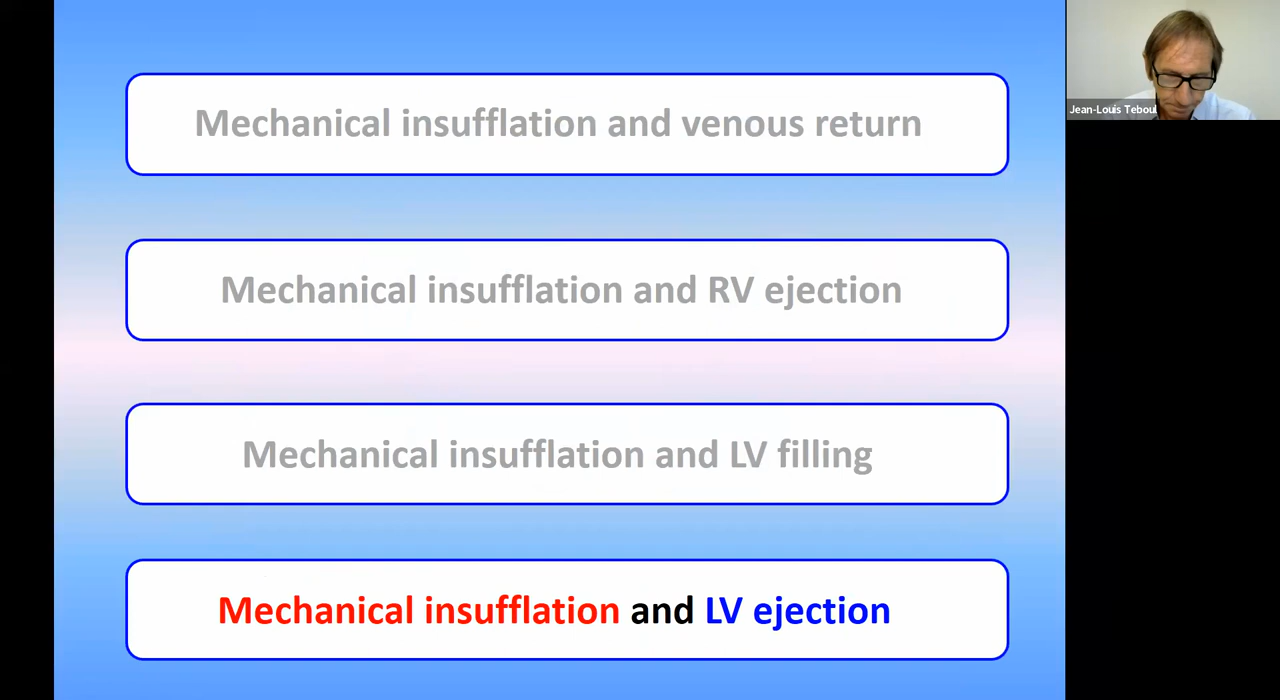 Mechanical insufflation and venous return
Mechanical insufflation and RV ejection
Mechanical insufflation and LV filling
Mechanical insufflation and LV ejection
Jean-Louis Teboul